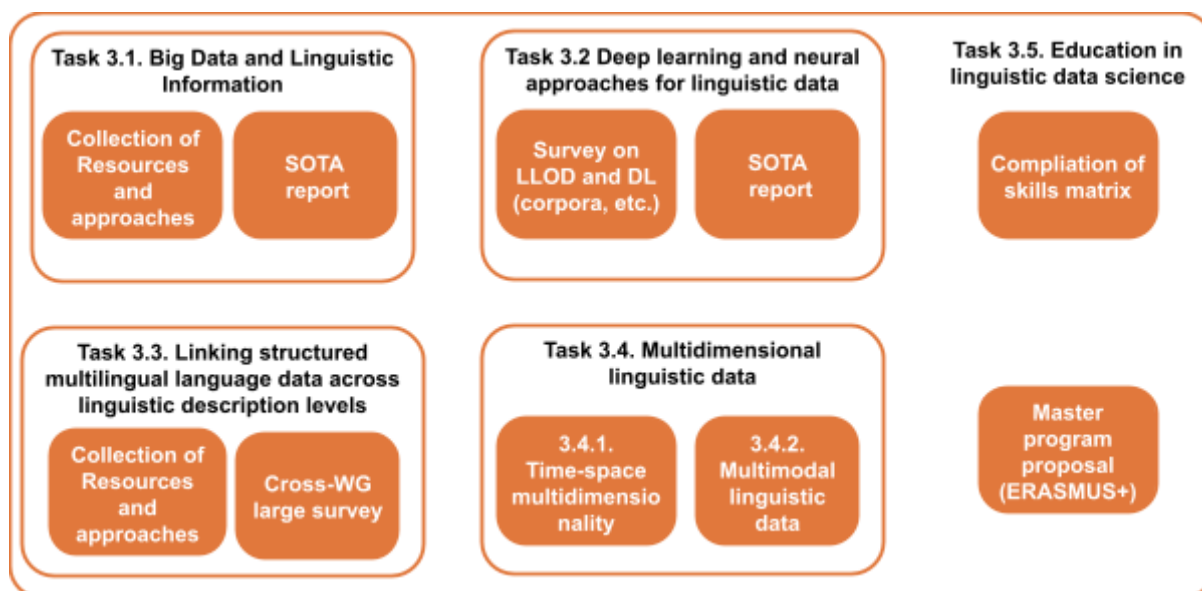 Task 3.1. Big Data and Linguistic
Information
Collection of
Resources
and
approaches
SOTA
report
Task 3.2 Deep learning and neural
approaches for linguistic data
Survey on
LLOD and DL
(corpora, etc.)
SOTA
report
Task 3.5. Education in
linguistic data science
Compliation of
skills matrix
Task 3.3. Linking structured
multilingual language data across
linguistic description levels
Collection of
Resources
and
approaches
Cross-WG
large survey
Task 3.4. Multidimensional
linguistic data
3.4.1.
Time-space
multidimensio
nality
3.4.2.
Multimodal
linguistic
data
Master
program
proposal
(ERASMUS+)